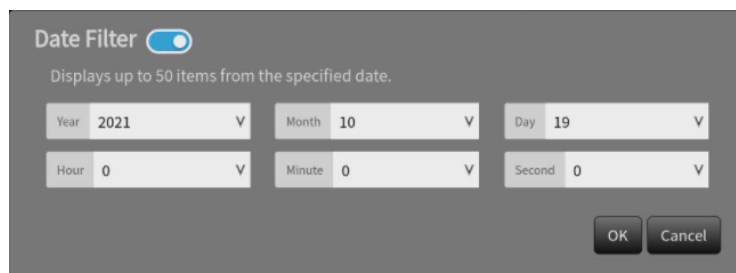 Date Filter
Displays up to 50 items from the specified date.
Year 2021 Month 10 Day 19
Hour 0 Minute 0 Second 0
OK Cancel